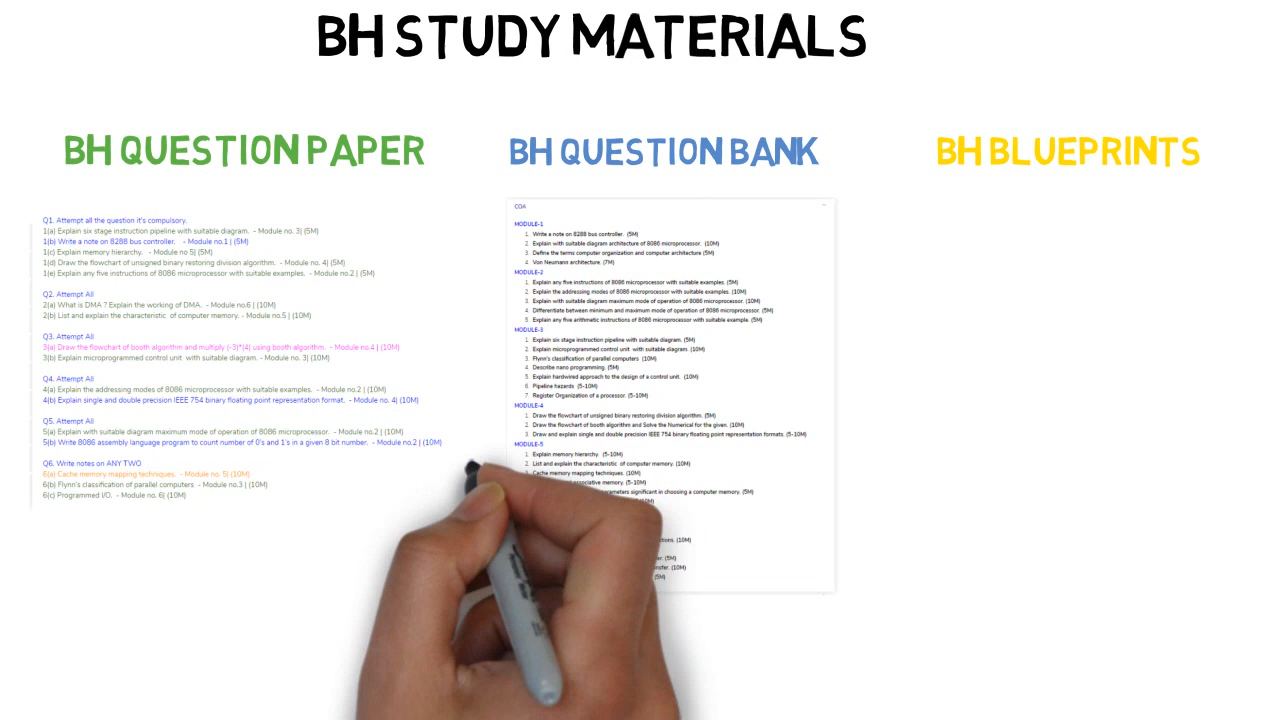 BH STUDY MATERIALS
BH QUESTION PAPER
Q1. Attempt all the question it's compulsory.
1(a) Explain six stage instruction pipeline with suitable diagram. - Module no. 3| (5M)
1(b) Write a note on 8288 bus controller. - Module no.1 | (5M)
1(c) Explain memory hierarchy. - Module no 5| (5M)
1(d) Draw the flowchart of unsigned binary restoring division algorithm. - Module no. 4| (5M)
1(e) Explain any five instructions of 8086 microprocessor with suitable examples. - Module no.2 | (5M)
Q2. Attempt All
2(a) What is DMA ? Explain the working of DMA. - Module no.6 | (10M)
2(b) List and explain the characteristic of computer memory. - Module no.5 | (10M)
Q3. Attempt All
3(a) Draw the flowchart of booth algorithm and multiply (-3)*(4) using booth algorithm. - Module no.4 | (10M)
3(b) Explain microprogrammed control unit with suitable diagram. - Module no. 3| (10M)
Q4. Attempt All
4(a) Explain the addressing modes of 8086 microprocessor with suitable examples. - Module no.2 | (10M)
4(b) Explain single and double precision IEEE 754 binary floating point representation format. - Module no. 4| (10M)
Q5. Attempt All
5(a) Explain with suitable diagram maximum mode of operation of 8086 microprocessor. - Module no.2 | (10M)
5(b) Write 8086 assembly language program to count number of 0's and 1's in a given 8 bit number. - Module no.2 | (10M)
Q6. Write notes on ANY TWO
6(a) Cache memory mapping techniques. - Module no. 5| (10M)
6(b) Flynn's classification of parallel computers - Module no.3 | (10M)
6(c) Programmed I/O. - Module no. 6| (10M)
BH QUESTION BANK
COA
MODULE-1
1. Write a note on 8288 bus controller. (5M)
2. Explain with suitable diagram architecture of 8086 microprocessor. (10M)
3. Define the terms computer organization and computer architecture (5M)
4. Von Neumann architecture. (7M)
MODULE-2
1. Explain any five instructions of 8086 microprocessor with suitable examples. (5M)
2. Explain the addressing modes of 8086 microprocessor with suitable examples. (10M)
3. Explain with suitable diagram maximum mode of operation of 8086 microprocessor. (10M)
4. Differentiate between minimum and maximum mode of operation of 8086 microprocessor. (5M)
5. Explain any five arithmetic instructions of 8086 microprocessor with suitable example. (5M)
MODULE-3
1. Explain six stage instruction pipeline with suitable diagram. (5M)
2. Explain microprogrammed control unit with suitable diagram. (10M)
3. Flynn's classification of parallel computers (10M)
4. Describe nano programming. (5M)
5. Explain hardwired approach to the design of a control unit. (10M)
6. Pipeline hazards (5-10M)
7. Register Organization of a processor. (5-10M)
MODULE-4
1. Draw the flowchart of unsigned binary restoring division algorithm. (5M)
2. Draw the flowchart of booth algorithm and Solve the Numerical for the given. (10M)
3. Draw and explain single and double precision IEEE 754 binary floating point representation formats. (5-10M)
MODULE-5
1. Explain memory hierarchy. (5-10M)
2. List and explain the characteristic of computer memory. (10M)
Cache memory mapping techniques. (10M)
associative memory. (5-10M)
significant in choosing a computer memory. (5M)
(10M)
(10M)
(5M)
(10M)
(5M)
BH BLUEPRINTS